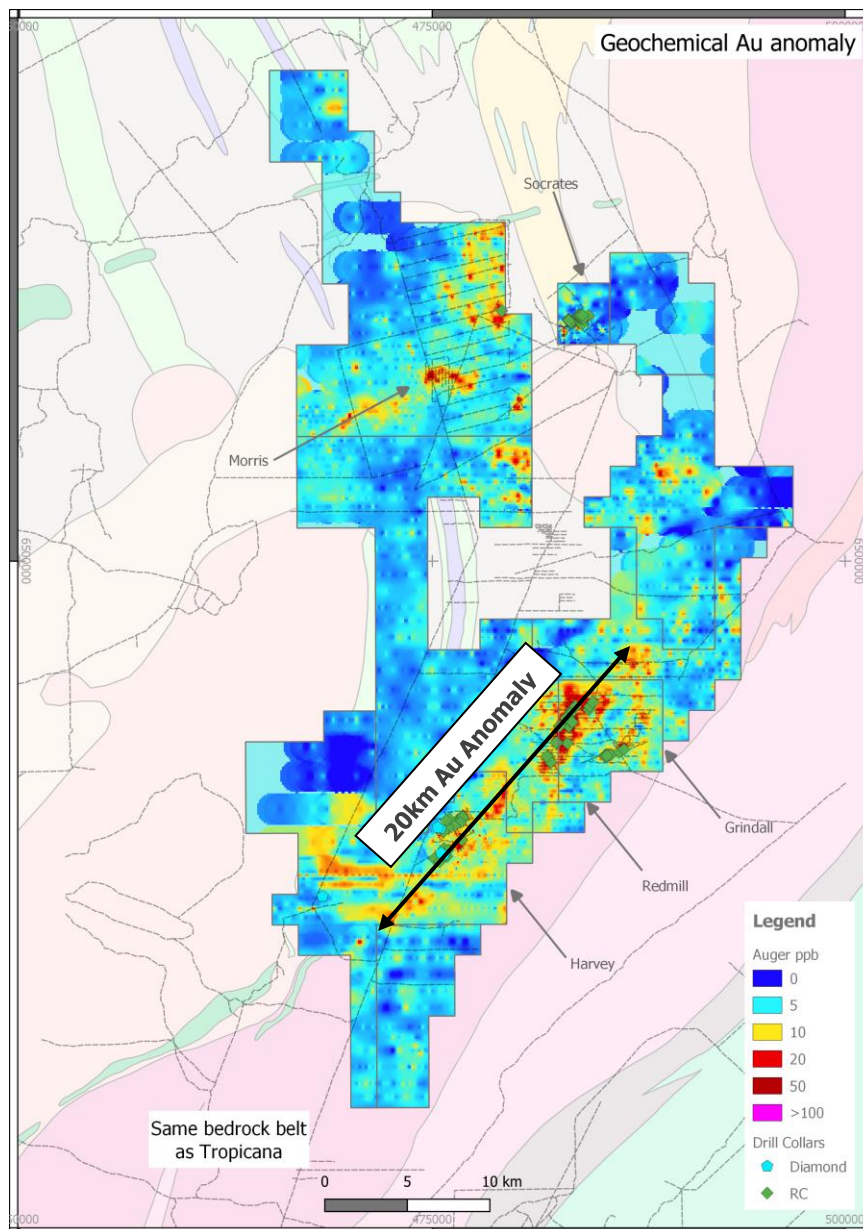 475000
Geochemical Au anomaly
Socrates
Morris
6500000
20km Au Anomaly
Grindall
Redmill
Harvey
Legend
Auger ppb
0
5
10
20
50
>100
Drill Collars
Diamond
RC
Same bedrock belt
as Tropicana
0 5 10 km
475000
500000